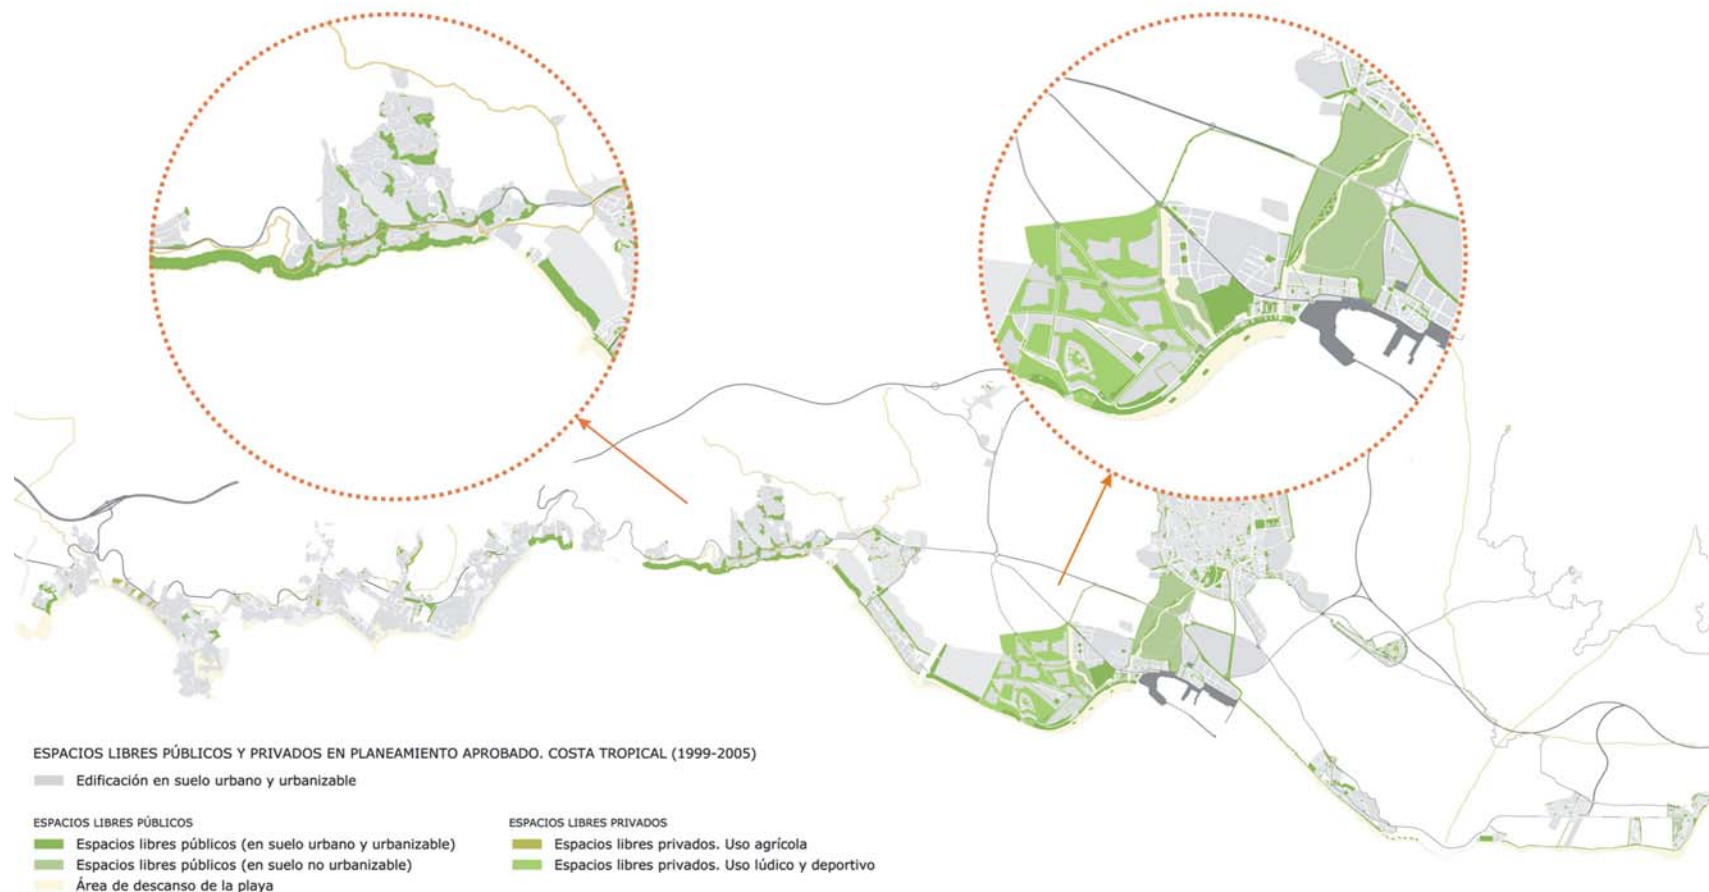 ESPACIOS LIBRES PÚBLICOS Y PRIVADOS EN PLANEAMIENTO APROBADO. COSTA TROPICAL (1999-2005)
Edificación en suelo urbano y urbanizable
ESPACIOS LIBRES PÚBLICOS
Espacios libres públicos (en suelo urbano y urbanizable)
Espacios libres públicos (en suelo no urbanizable)
Área de descanso de la playa
ESPACIOS LIBRES PRIVADOS
Espacios libres privados. Uso agrícola
Espacios libres privados. Uso lúdico y deportivo